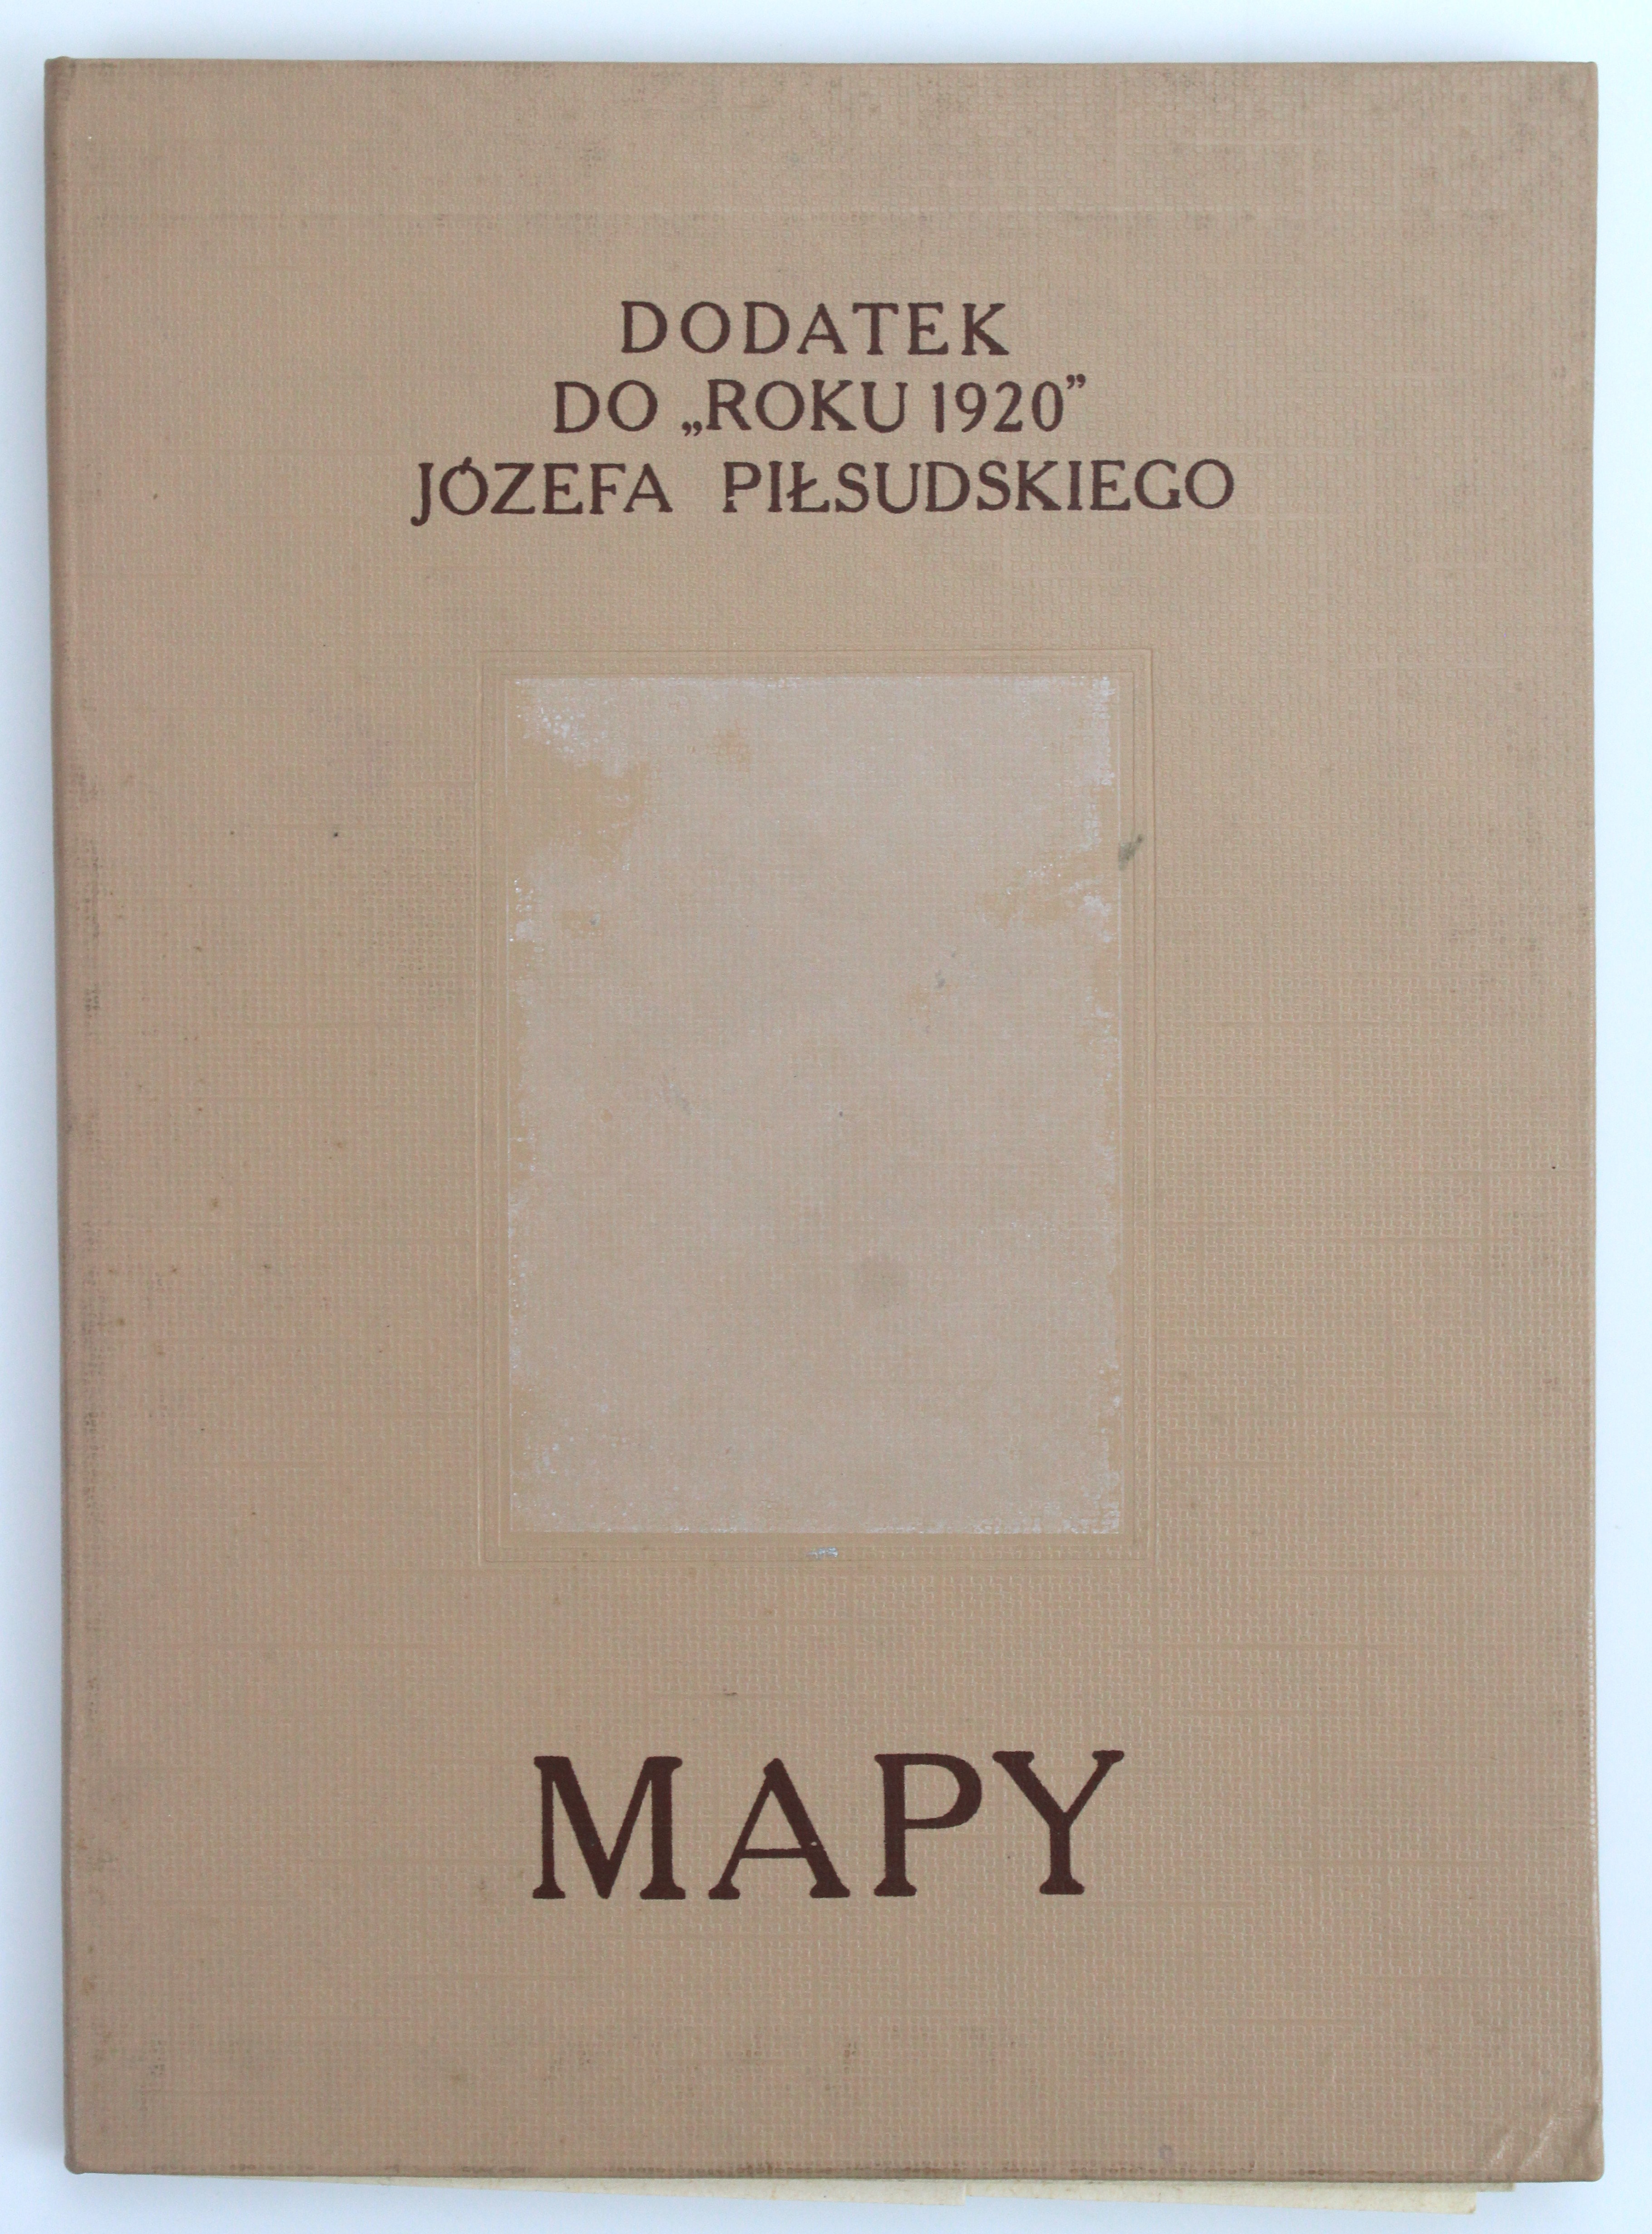 DODATEK
DO „ROKU 1920”
JÓZEFA PIŁSUDSKIEGO
MAPY